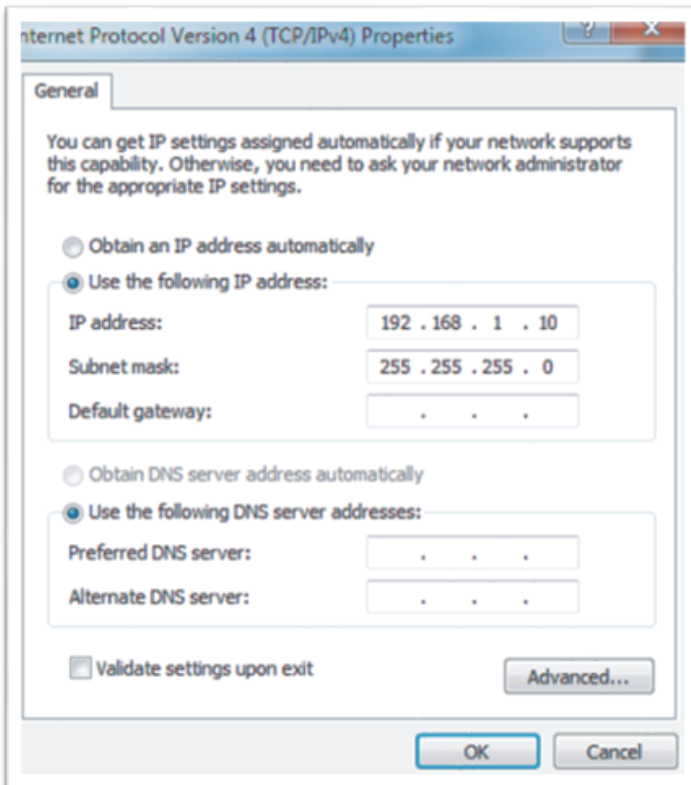 nternet Protocol Version 4 (TCP/IPv4) Properties
General
You can get IP settings assigned automatically if your network supports
this capability. Otherwise, you need to ask your network administrator
for the appropriate IP settings.
Obtain an IP address automatically
Use the following IP address:
IP address: 192 . 168 . 1 . 10
Subnet mask: 255 . 255 . 255 . 0
Default gateway: . . .
Obtain DNS server address automatically
Use the following DNS server addresses:
Preferred DNS server: . . .
Alternate DNS server: . . .
Validate settings upon exit
Advanced...
OK Cancel